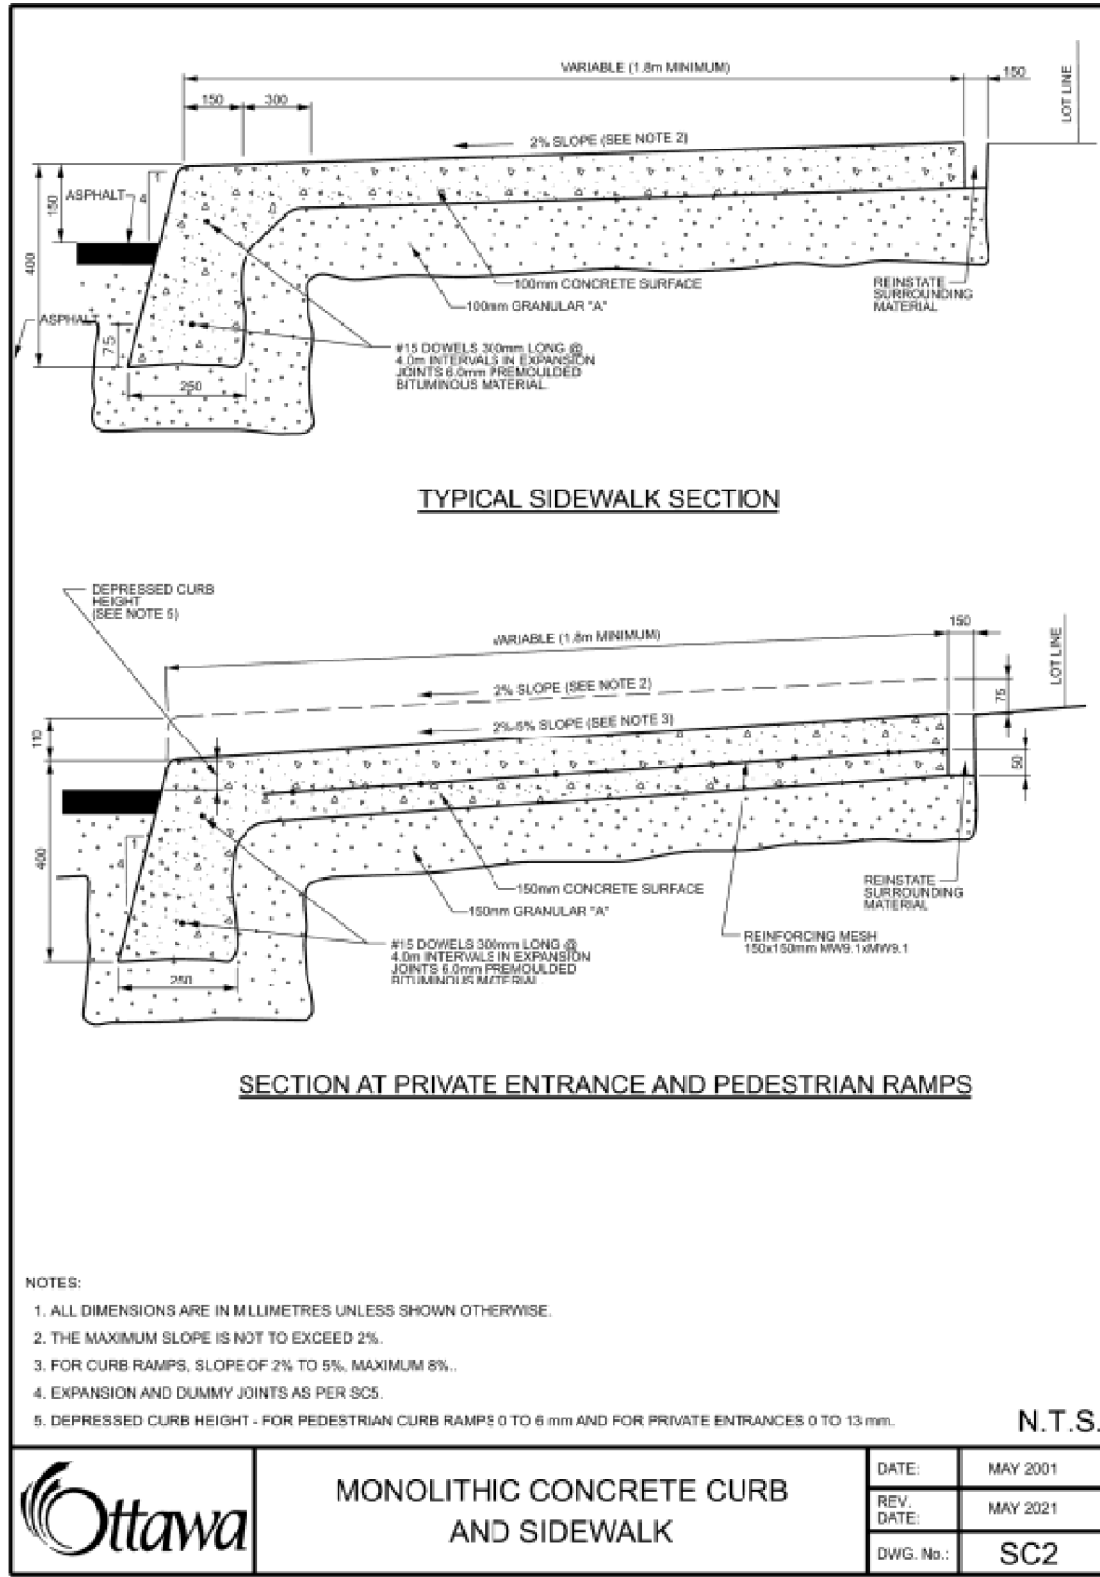 VARIABLE (1.8m MINIMUM)
150
LOT LINE
150
300
2% SLOPE (SEE NOTE 2)
1
4
ASPHALT
150
400
ASPHALT
75
250
100mm CONCRETE SURFACE
100mm GRANULAR "A"
REINSTATE
SURROUNDING
MATERIAL
#15 DOWELS 300mm LONG @
4.0m INTERVALS IN EXPANSION
JOINTS 6.0mm PREMOULDED
BITUMINOUS MATERIAL.
TYPICAL SIDEWALK SECTION
DEPRESSED CURB
HEIGHT
(SEE NOTE 5)
VARIABLE (1.8m MINIMUM)
150
LOT LINE
2% SLOPE (SEE NOTE 2)
75
2%-5% SLOPE (SEE NOTE 3)
110
50
400
1
4
150mm CONCRETE SURFACE
150mm GRANULAR "A"
REINSTATE
SURROUNDING
MATERIAL
REINFORCING MESH
150x150mm MW9.1xMW9.1
#15 DOWELS 300mm LONG @
4.0m INTERVALS IN EXPANSION
JOINTS 6.0mm PREMOULDED
BITUMINOUS MATERIAL
250
SECTION AT PRIVATE ENTRANCE AND PEDESTRIAN RAMPS
NOTES:
1. ALL DIMENSIONS ARE IN MILLIMETRES UNLESS SHOWN OTHERWISE.
2. THE MAXIMUM SLOPE IS NOT TO EXCEED 2%.
3. FOR CURB RAMPS, SLOPE OF 2% TO 5%, MAXIMUM 8%..
4. EXPANSION AND DUMMY JOINTS AS PER SC5.
5. DEPRESSED CURB HEIGHT - FOR PEDESTRIAN CURB RAMPS 0 TO 6 mm AND FOR PRIVATE ENTRANCES 0 TO 13 mm.
N.T.S.
Ottawa
MONOLITHIC CONCRETE CURB
AND SIDEWALK
DATE: MAY 2001
REV. DATE: MAY 2021
DWG. No.: SC2